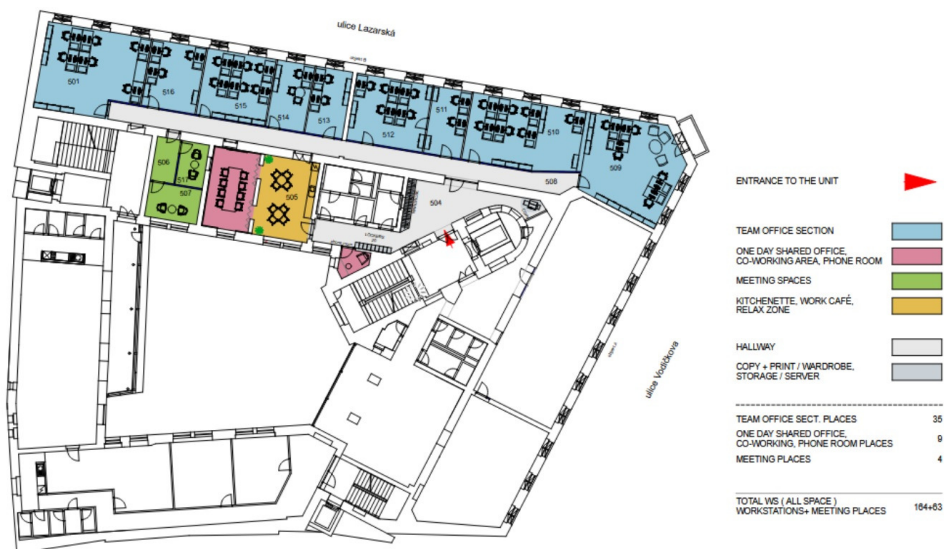 ulice Lazarská
501
516
515
514
513
512
511
510
509
506
517
507
505
504
508
ulice Vodičkova
ENTRANCE TO THE UNIT
TEAM OFFICE SECTION
ONE DAY SHARED OFFICE,
CO-WORKING AREA, PHONE ROOM
MEETING SPACES
KITCHENETTE, WORK CAFÉ,
RELAX ZONE
HALLWAY
COPY + PRINT / WARDROBE,
STORAGE / SERVER
TEAM OFFICE SECT. PLACES 35
ONE DAY SHARED OFFICE,
CO-WORKING, PHONE ROOM PLACES 9
MEETING PLACES 4
TOTAL WS ( ALL SPACE )
WORKSTATIONS+ MEETING PLACES 164+63